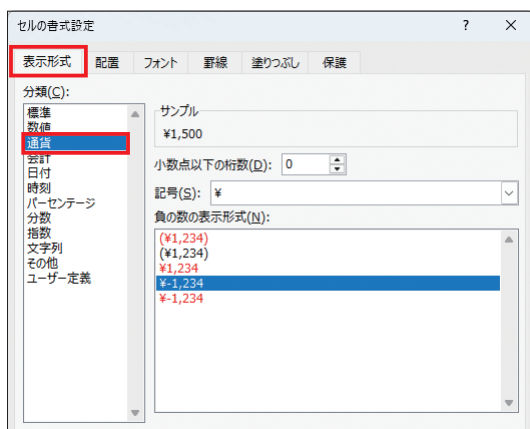 セルの書式設定
? ×
表示形式 配置 フォント 罫線 塗りつぶし 保護
分類(C):
標準
数値
通貨
会計
日付
時刻
パーセンテージ
分数
指数
文字列
その他
ユーザー定義
サンプル
¥1,500
小数点以下の桁数(D): 0
記号(S): ¥
負の数の表示形式(N):
(¥1,234)
(¥1,234)
¥1,234
¥-1,234
¥-1,234